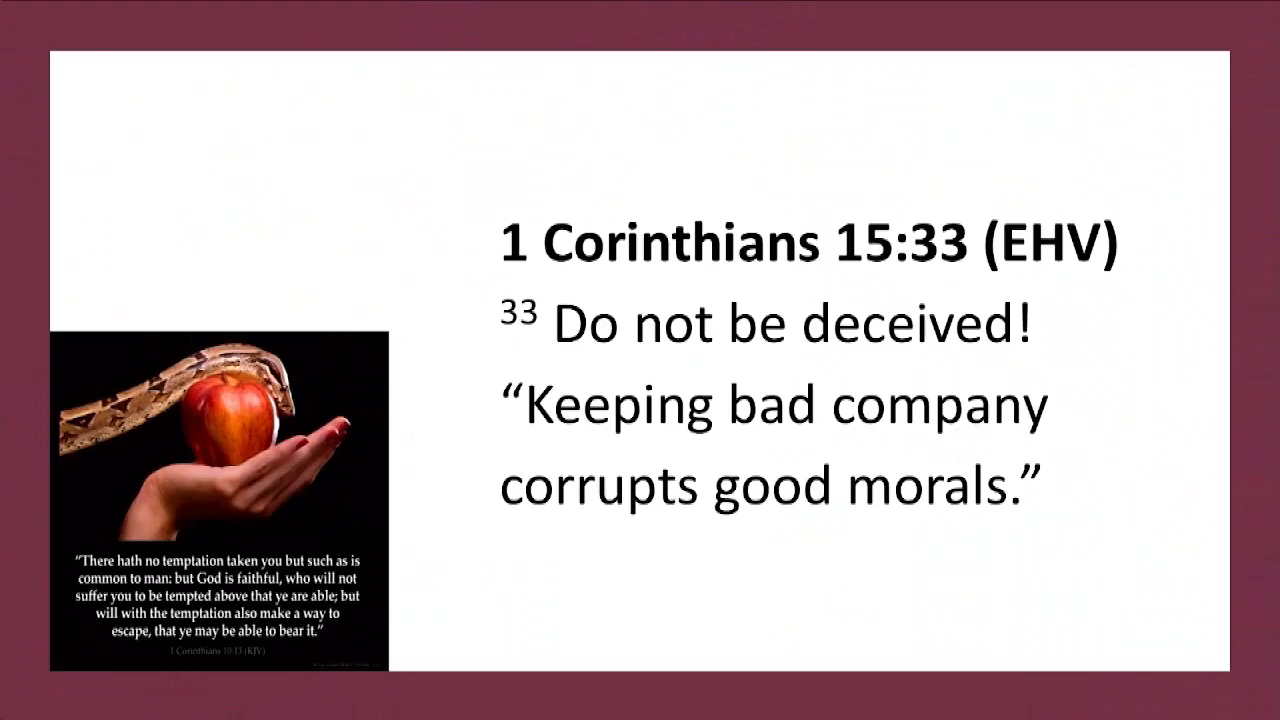 1 Corinthians 15:33 (EHV)
33 Do not be deceived!
“Keeping bad company
corrupts good morals.”
“There hath no temptation taken you but such as is
common to man: but God is faithful, who will not
suffer you to be tempted above that ye are able; but
will with the temptation also make a way to
escape, that ye may be able to bear it.”
1 Corinthians 10:13 (KJV)